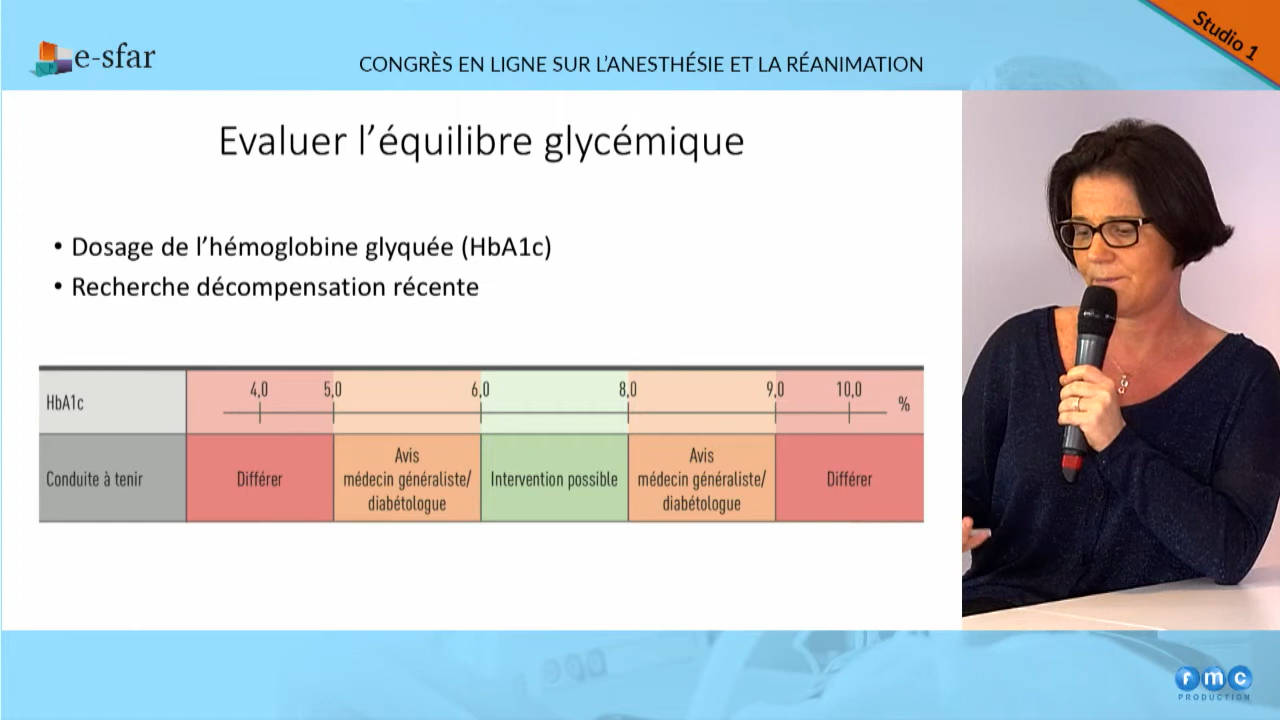 e-sfar
CONGRÈS EN LIGNE SUR L'ANESTHÉSIE ET LA RÉANIMATION
Studio 1
Evaluer l'équilibre glycémique
• Dosage de l'hémoglobine glyquée (HbA1c)
• Recherche décompensation récente
HbA1c
4,0
5,0
6,0
8,0
9,0
10,0
%
Conduite à tenir
Différer
Avis
médecin généraliste/
diabétologue
Intervention possible
Avis
médecin généraliste/
diabétologue
Différer
rmc
PRODUCTION